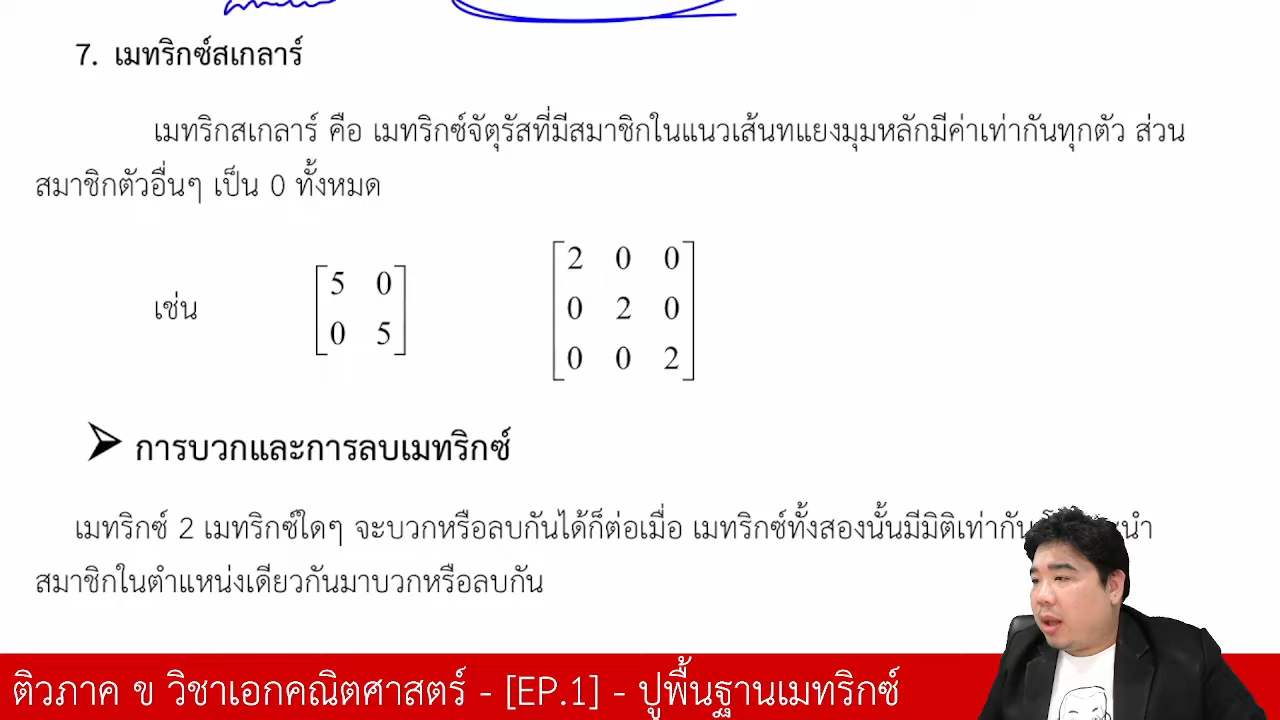 7. เมทริกซ์สเกลาร์
เมทริกสเกลาร์ คือ เมทริกซ์จัตุรัสที่มีสมาชิกในแนวเส้นทแยงมุมหลักมีค่าเท่ากันทุกตัว ส่วน
สมาชิกตัวอื่นๆ เป็น 0 ทั้งหมด
เช่น
5 0
0 5
2 0 0
0 2 0
0 0 2
➢ การบวกและการลบเมทริกซ์
เมทริกซ์ 2 เมทริกซ์ใดๆ จะบวกหรือลบกันได้ก็ต่อเมื่อ เมทริกซ์ทั้งสองนั้นมีมิติเท่ากัน
สมาชิกในตำแหน่งเดียวกันมาบวกหรือลบกัน
ติวภาค ข วิชาเอกคณิตศาสตร์ - [EP.1] - ปูพื้นฐานเมทริกซ์